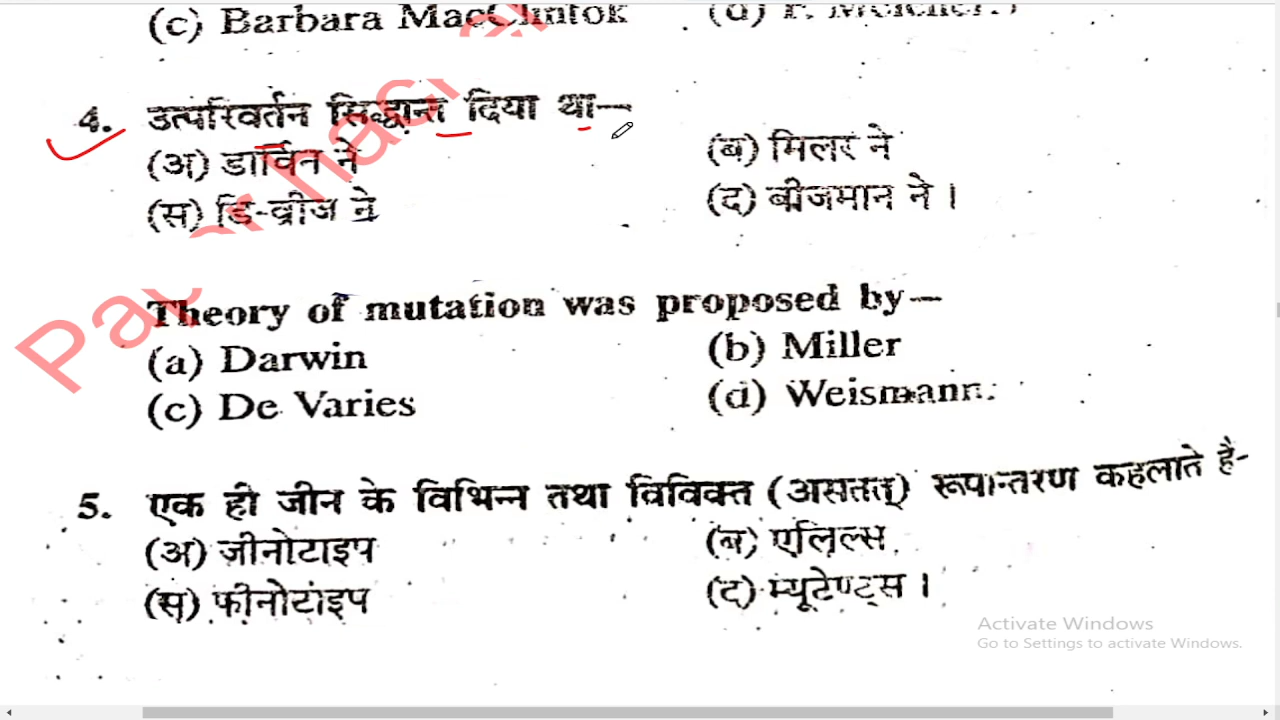 (c) Barbara MacClintok
4. उत्परिवर्तन सिद्धान्त दिया था—
(अ) डार्विन ने (ब) मिलर ने
(स) डि-व्रीज ने (द) बीजमान ने ।
Theory of mutation was proposed by—
(a) Darwin (b) Miller
(c) De Varies (d) Weismann.
5. एक ही जीन के विभिन्न तथा विविक्त (असतत्) रूपान्तरण कहलाते है-
(अ) जीनोटाइप (ब) एलिल्स
(स) फीनोटाइप (द) म्यूटेण्ट्स ।
Activate Windows
Go to Settings to activate Windows.